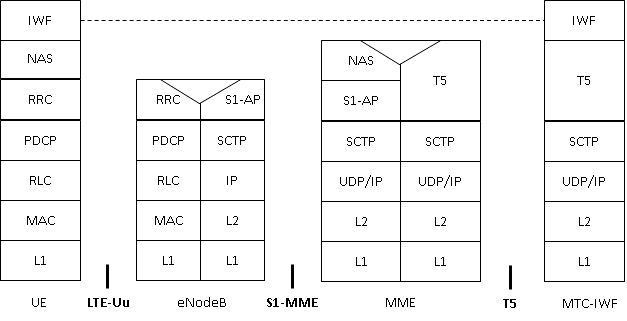 IWF
NAS
RRC
PDCP
RLC
MAC
L1
UE
LTE-Uu
RRC
S1-AP
PDCP
SCTP
RLC
IP
MAC
L2
L1
L1
eNodeB
S1-MME
NAS
T5
S1-AP
SCTP
SCTP
UDP/IP
UDP/IP
L2
L2
L1
L1
MME
T5
IWF
T5
SCTP
UDP/IP
L2
L1
MTC-IWF